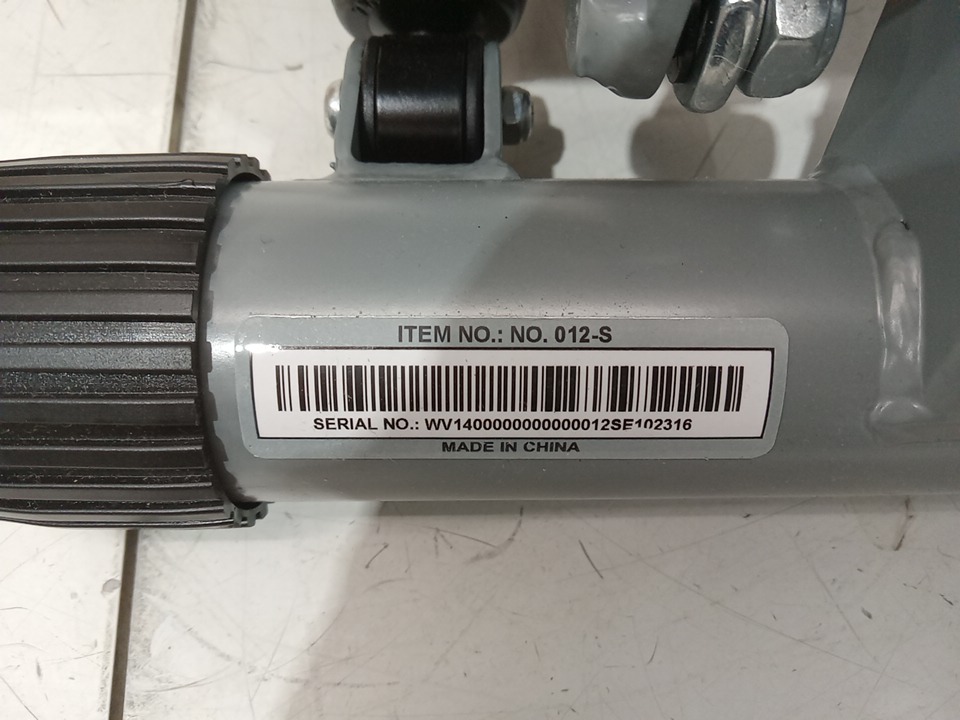 ITEM NO.: NO. 012-S
SERIAL NO.: WV1400000000000012SE102316
MADE IN CHINA